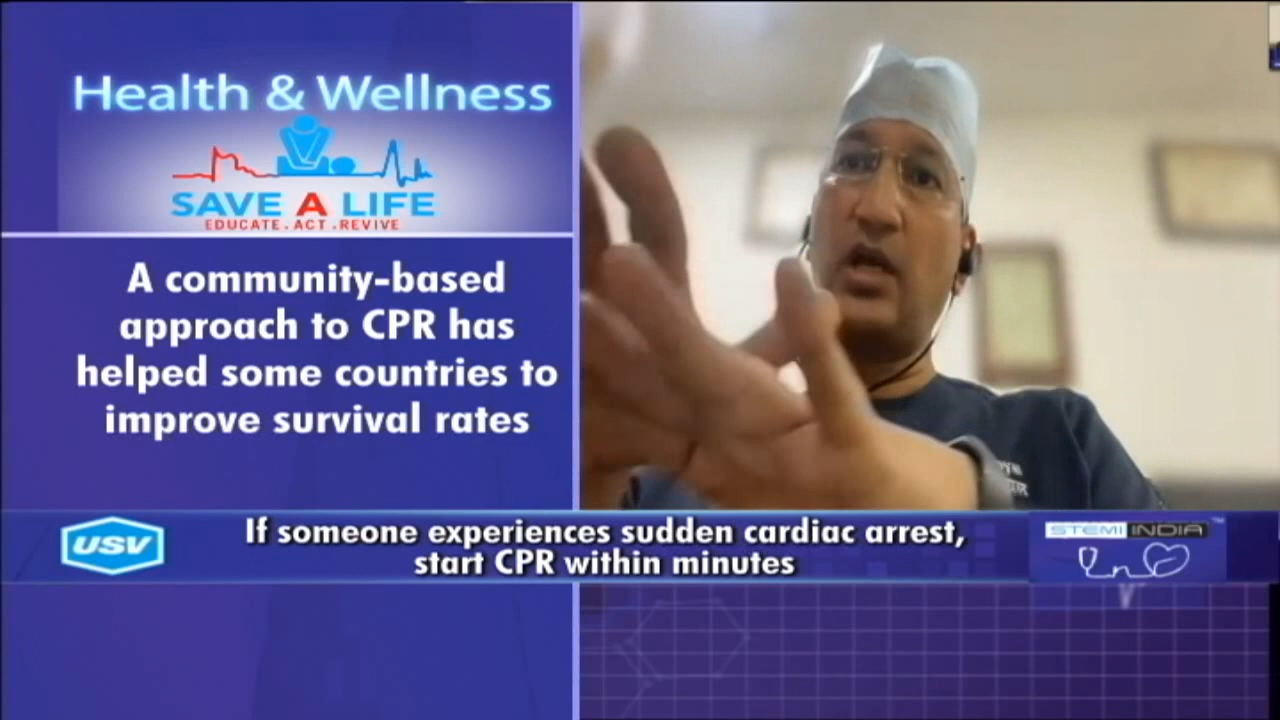 Health & Wellness
SAVE A LIFE
EDUCATE . ACT . REVIVE
A community-based
approach to CPR has
helped some countries to
improve survival rates
USV
If someone experiences sudden cardiac arrest,
start CPR within minutes
STEMI INDIA™